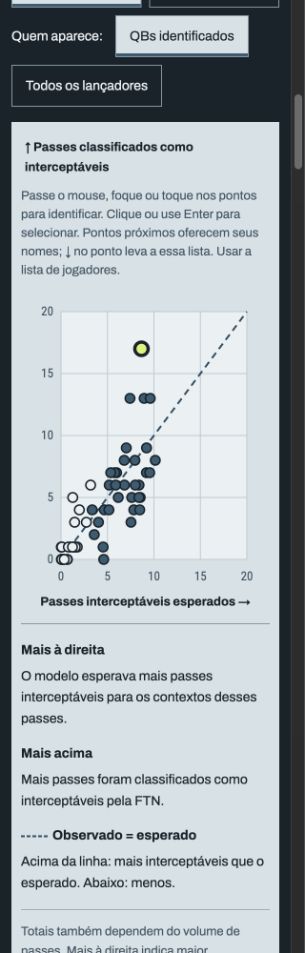 Quem aparece:
QBs identificados
Todos os lançadores
↑ Passes classificados como
interceptáveis
Passe o mouse, foque ou toque nos pontos
para identificar. Clique ou use Enter para
selecionar. Pontos próximos oferecem seus
nomes; ↓ no ponto leva a essa lista. Usar a
lista de jogadores.
20
15
10
5
0
0 5 10 15 20
Passes interceptáveis esperados →
Mais à direita
O modelo esperava mais passes
interceptáveis para os contextos desses
passes.
Mais acima
Mais passes foram classificados como
interceptáveis pela FTN.
----- Observado = esperado
Acima da linha: mais interceptáveis que o
esperado. Abaixo: menos.
Totais também dependem do volume de
passes. Mais à direita indica maior